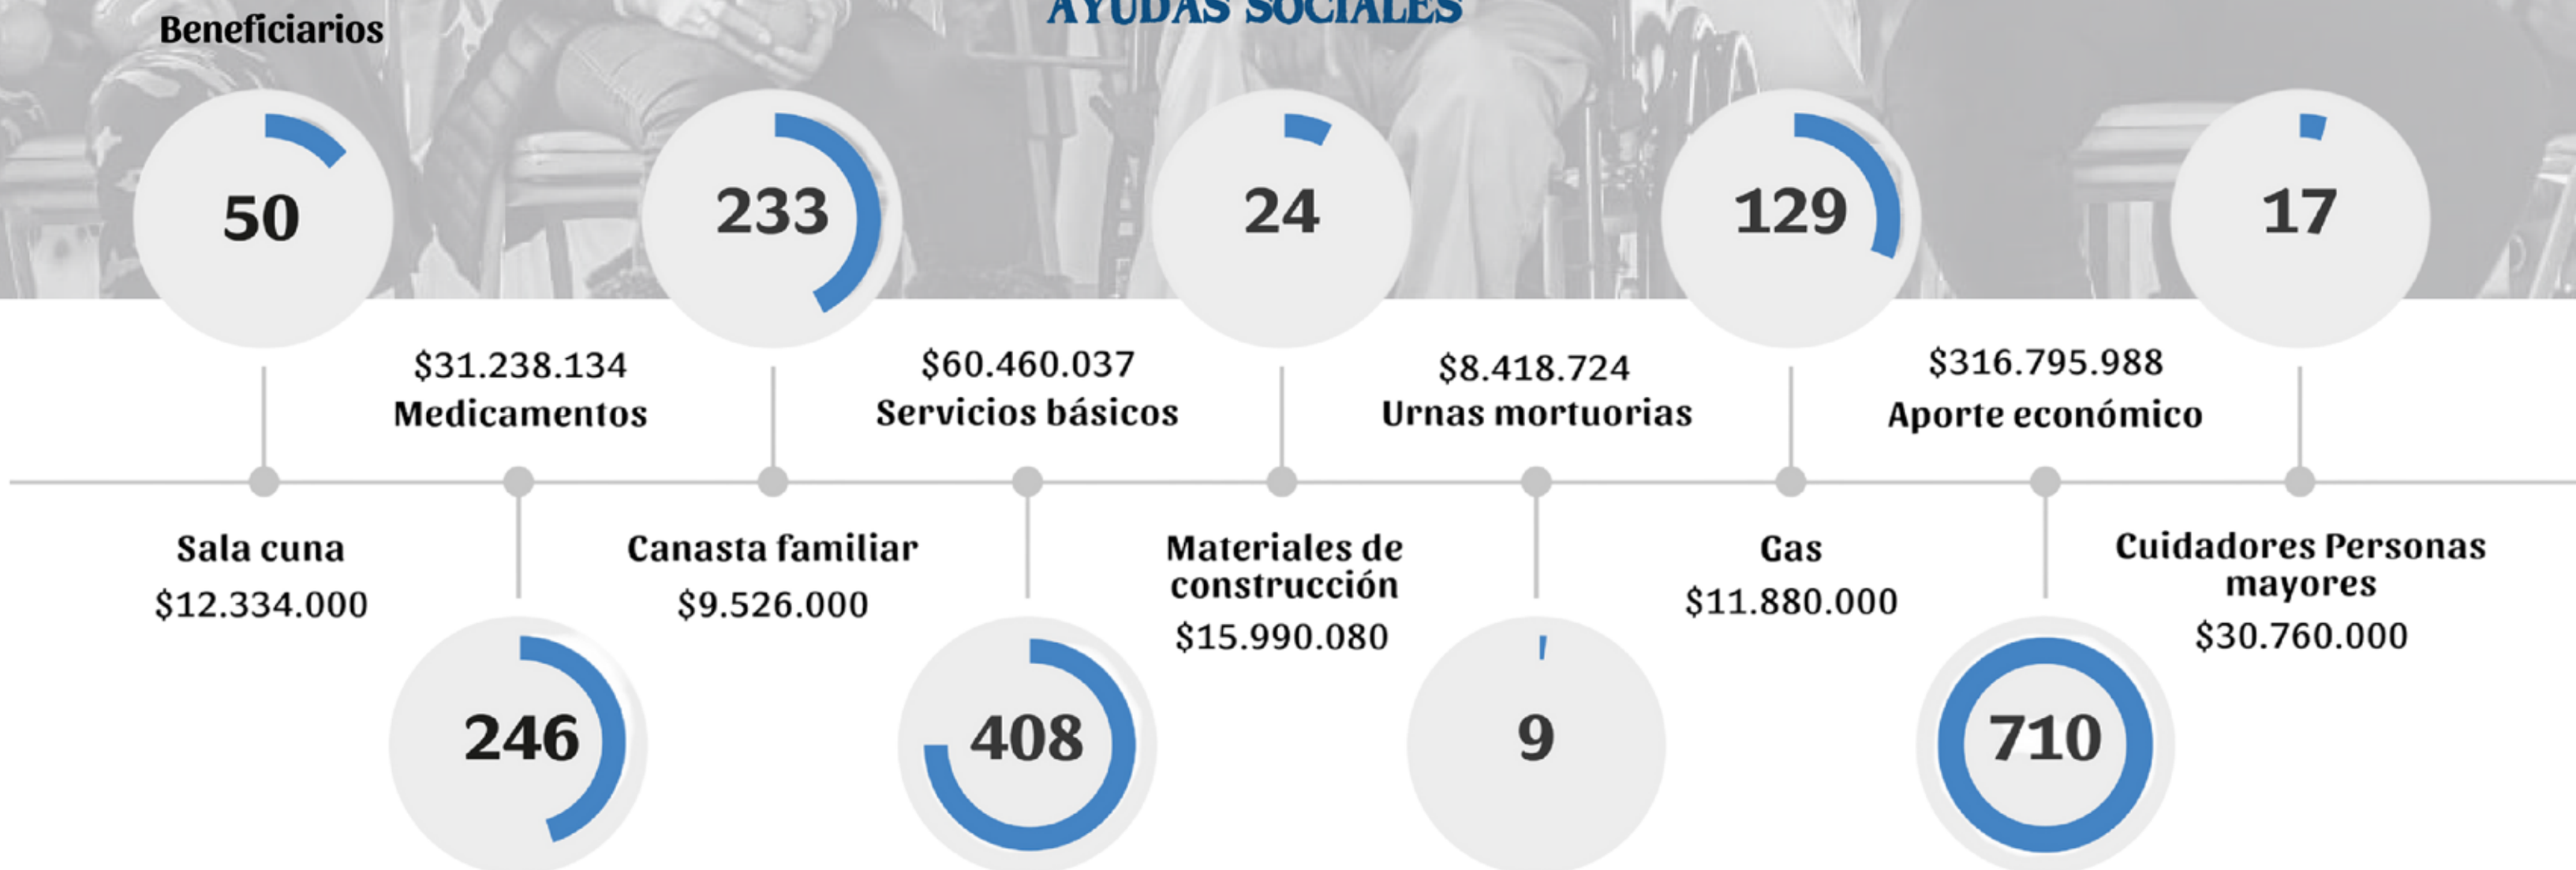 AYUDAS SOCIALES
Beneficiarios
50
233
24
129
17
$31.238.134
Medicamentos
$60.460.037
Servicios básicos
$8.418.724
Urnas mortuorias
$316.795.988
Aporte económico
Sala cuna
$12.334.000
Canasta familiar
$9.526.000
Materiales de
construcción
$15.990.080
Gas
$11.880.000
Cuidadores Personas
mayores
$30.760.000
246
408
9
710